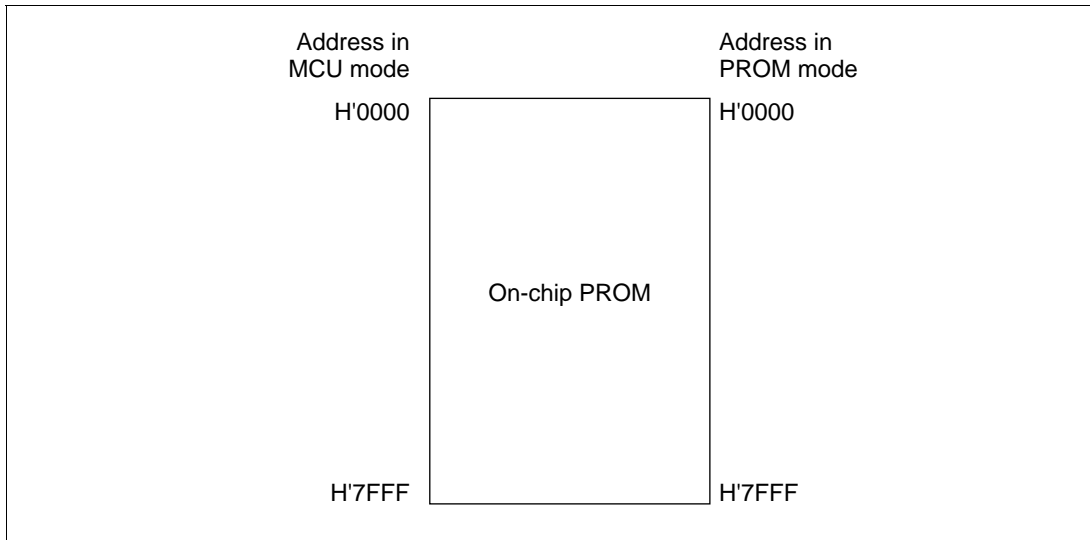 Address in
MCU mode
Address in
PROM mode
H'0000
H'0000
On-chip PROM
H'7FFF
H'7FFF